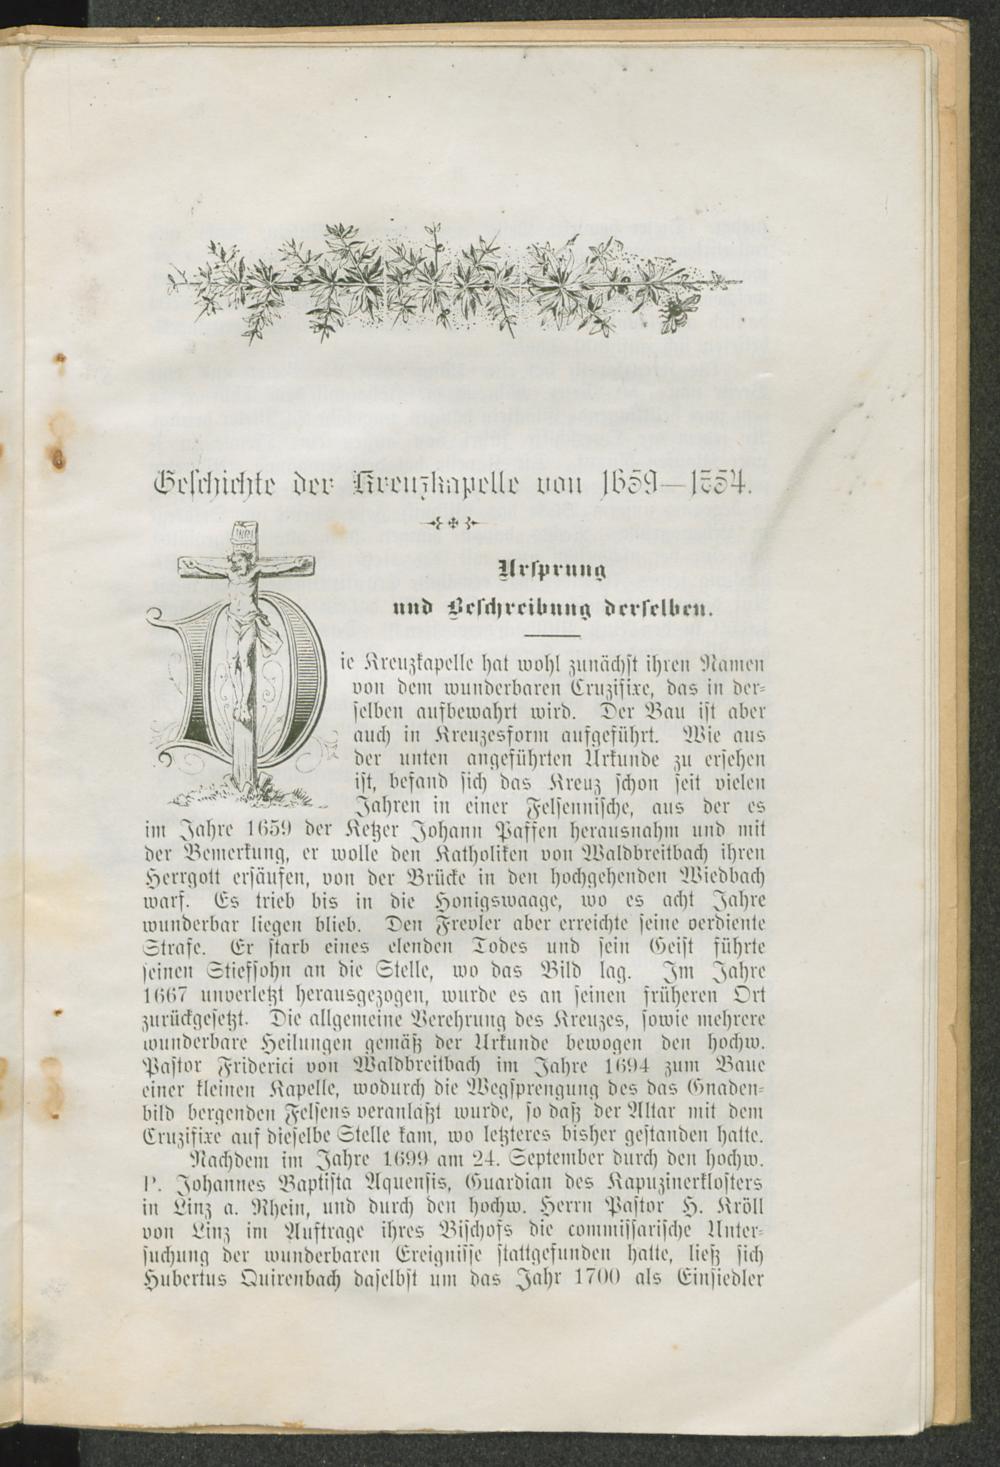 Geschichte der Kreuzkapelle von 1659—1554.
INRI
Ursprung
und Beschreibung derselben.
Die Kreuzkapelle hat wohl zunächst ihren Namen
von dem wunderbaren Cruzifixe, das in der-
selben aufbewahrt wird. Der Bau ist aber
auch in Kreuzesform aufgeführt. Wie aus
der unten angeführten Urkunde zu ersehen
ist, befand sich das Kreuz schon seit vielen
Jahren in einer Felsennische, aus der es
im Jahre 1659 der Ketzer Johann Paffen herausnahm und mit
der Bemerkung, er wolle den Katholiken von Waldbreitbach ihren
Herrgott ersäufen, von der Brücke in den hochgehenden Wiedbach
warf. Es trieb bis in die Honigswaage, wo es acht Jahre
wunderbar liegen blieb. Den Frevler aber erreichte seine verdiente
Strafe. Er starb eines elenden Todes und sein Geist führte
seinen Stiefsohn an die Stelle, wo das Bild lag. Im Jahre
1667 unverletzt herausgezogen, wurde es an seinen früheren Ort
zurückgesetzt. Die allgemeine Verehrung des Kreuzes, sowie mehrere
wunderbare Heilungen gemäß der Urkunde bewogen den hochw.
Pastor Friderici von Waldbreitbach im Jahre 1694 zum Baue
einer kleinen Kapelle, wodurch die Wegsprengung des das Gnaden-
bild bergenden Felsens veranlaßt wurde, so daß der Altar mit dem
Cruzifixe auf dieselbe Stelle kam, wo letzteres bisher gestanden hatte.
Nachdem im Jahre 1699 am 24. September durch den hochw.
P. Johannes Baptista Aquensis, Guardian des Kapuzinerklosters
in Linz a. Rhein, und durch den hochw. Herrn Pastor H. Kröll
von Linz im Auftrage ihres Bischofs die commissarische Unter-
suchung der wunderbaren Ereignisse stattgefunden hatte, ließ sich
Hubertus Quirenbach daselbst um das Jahr 1700 als Einsiedler